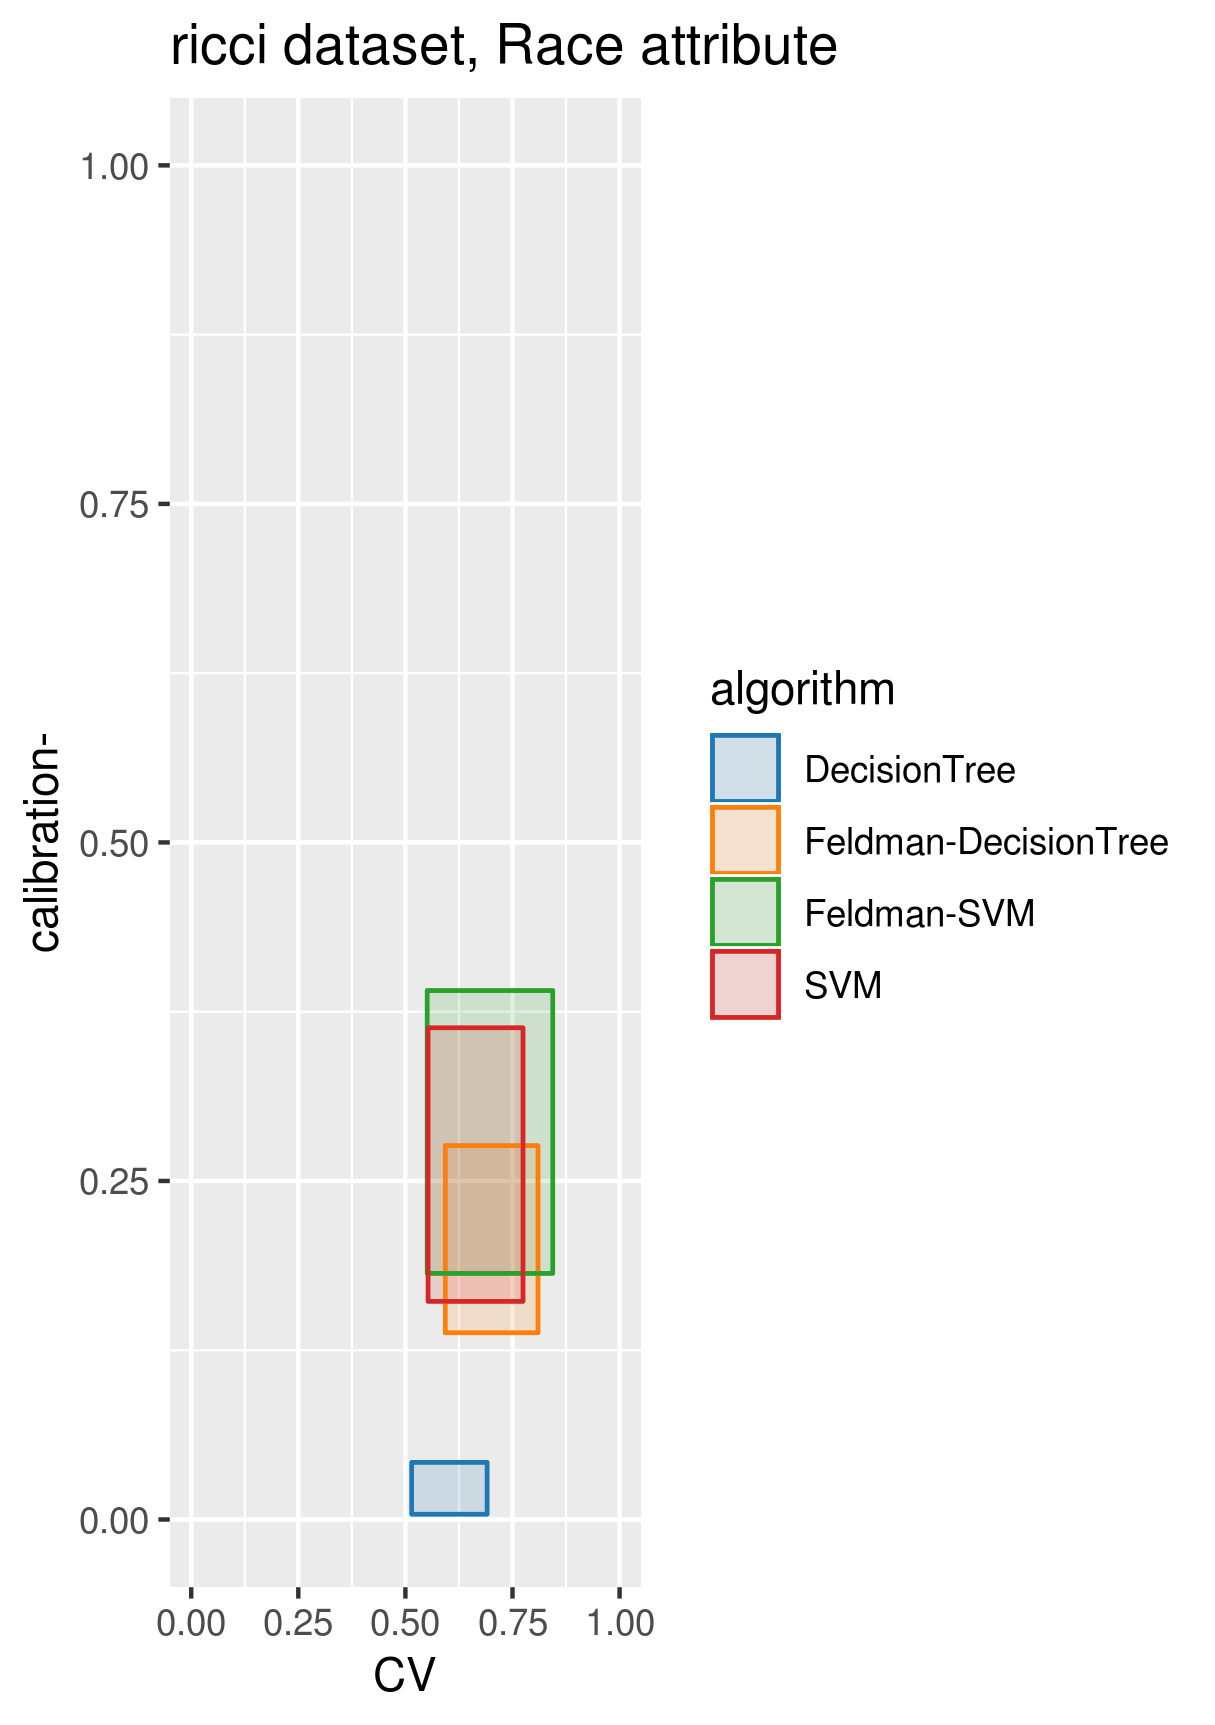 ricci dataset, Race attribute
calibration-
1.00
0.75
0.50
0.25
0.00
0.00 0.25 0.50 0.75 1.00
CV
algorithm
DecisionTree
Feldman-DecisionTree
Feldman-SVM
SVM